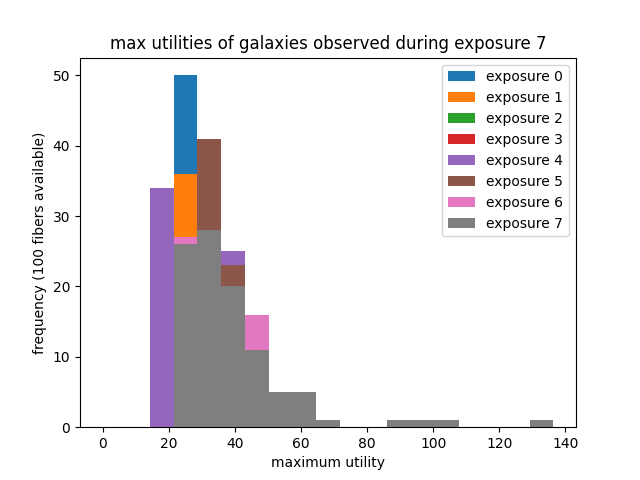 max utilities of galaxies observed during exposure 7
frequency (100 fibers available)
50
40
30
20
10
0
exposure 0
exposure 1
exposure 2
exposure 3
exposure 4
exposure 5
exposure 6
exposure 7
0 20 40 60 80 100 120 140
maximum utility